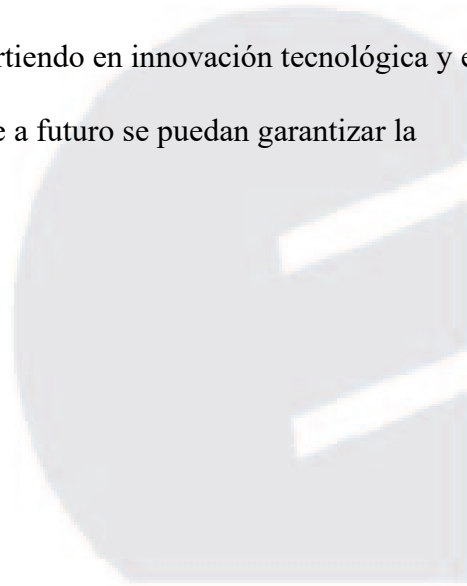 rtiendo en innovación tecnológica y e
e a futuro se puedan garantizar la